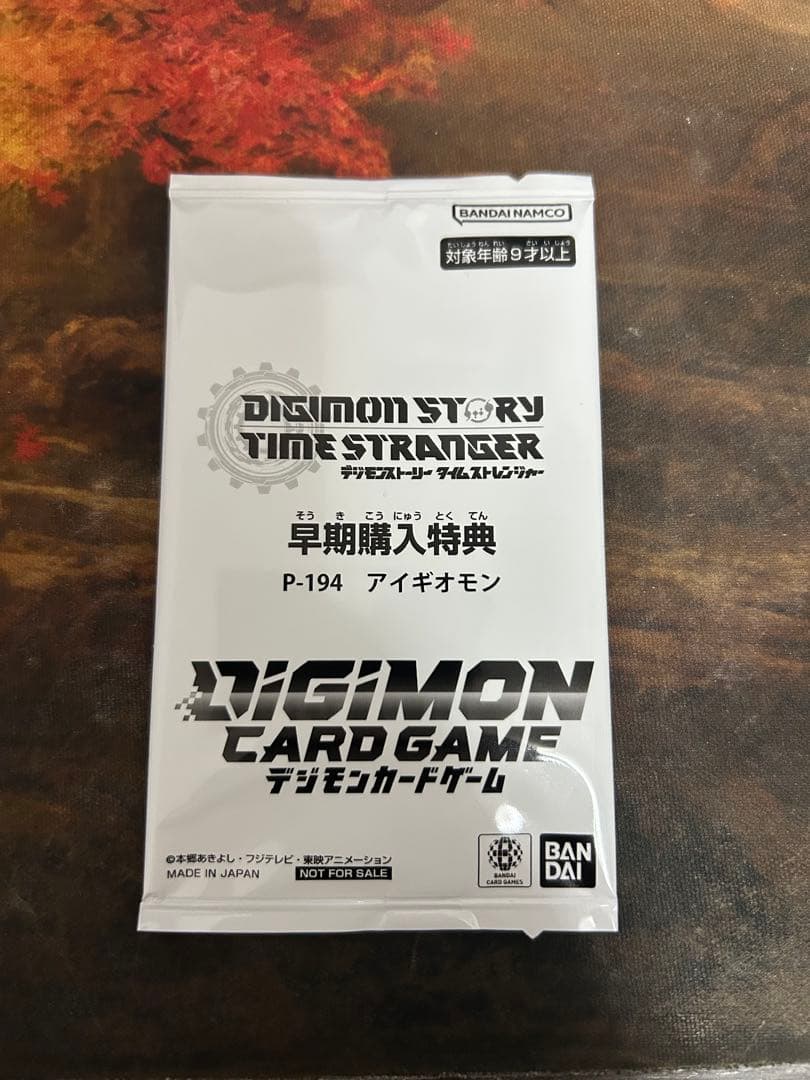 BANDAI NAMCO
たいしょうねんれい さい いじょう
対象年齢9才以上
DIGIMON STORY
TIME STRANGER
デジモンストーリー タイムストレンジャー
そうきこうにゅうとくてん
早期購入特典
P-194 アイギオモン
DIGIMON
CARD GAME
デジモンカードゲーム
©本郷あきよし・フジテレビ・東映アニメーション
MADE IN JAPAN NOT FOR SALE
BANDAI
CARD GAMES
BAN
DAI